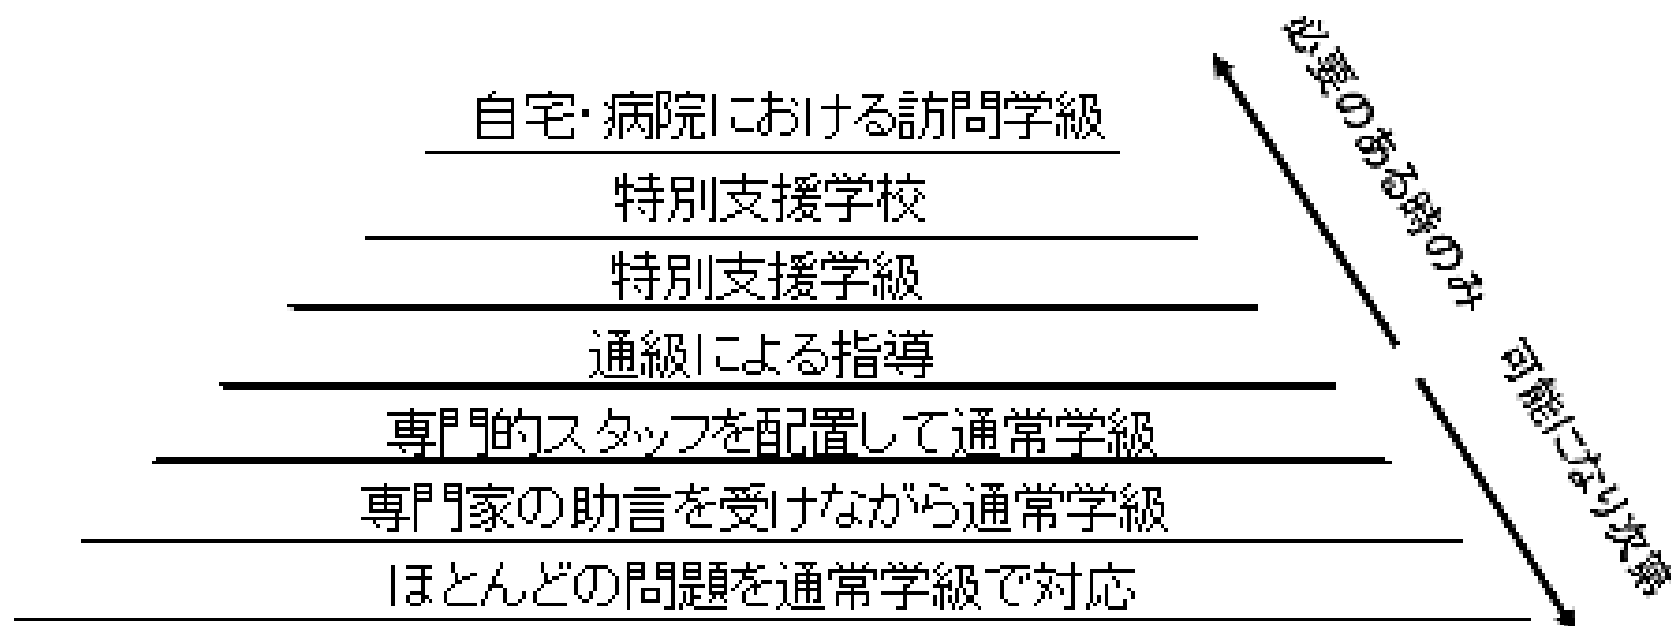 自宅・病院における訪問学級
特別支援学校
特別支援学級
通級による指導
専門的スタッフを配置して通常学級
専門家の助言を受けながら通常学級
ほとんどの問題を通常学級で対応
必要のある時のみ
可能になり次第